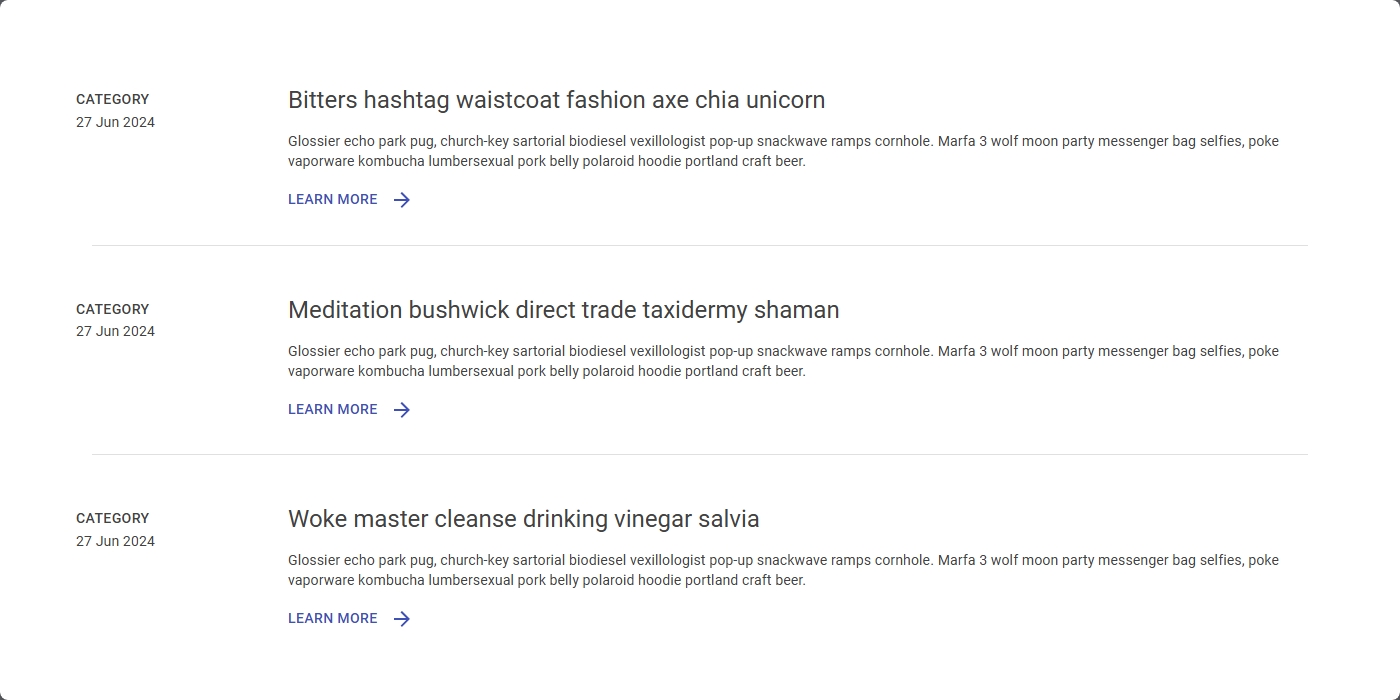 CATEGORY
27 Jun 2024
Bitters hashtag waistcoat fashion axe chia unicorn
Glossier echo park pug, church-key sartorial biodiesel vexillologist pop-up snackwave ramps cornhole. Marfa 3 wolf moon party messenger bag selfies, poke
vaporware kombucha lumbersexual pork belly polaroid hoodie portland craft beer.
LEARN MORE
CATEGORY
27 Jun 2024
Meditation bushwick direct trade taxidermy shaman
Glossier echo park pug, church-key sartorial biodiesel vexillologist pop-up snackwave ramps cornhole. Marfa 3 wolf moon party messenger bag selfies, poke
vaporware kombucha lumbersexual pork belly polaroid hoodie portland craft beer.
LEARN MORE
CATEGORY
27 Jun 2024
Woke master cleanse drinking vinegar salvia
Glossier echo park pug, church-key sartorial biodiesel vexillologist pop-up snackwave ramps cornhole. Marfa 3 wolf moon party messenger bag selfies, poke
vaporware kombucha lumbersexual pork belly polaroid hoodie portland craft beer.
LEARN MORE